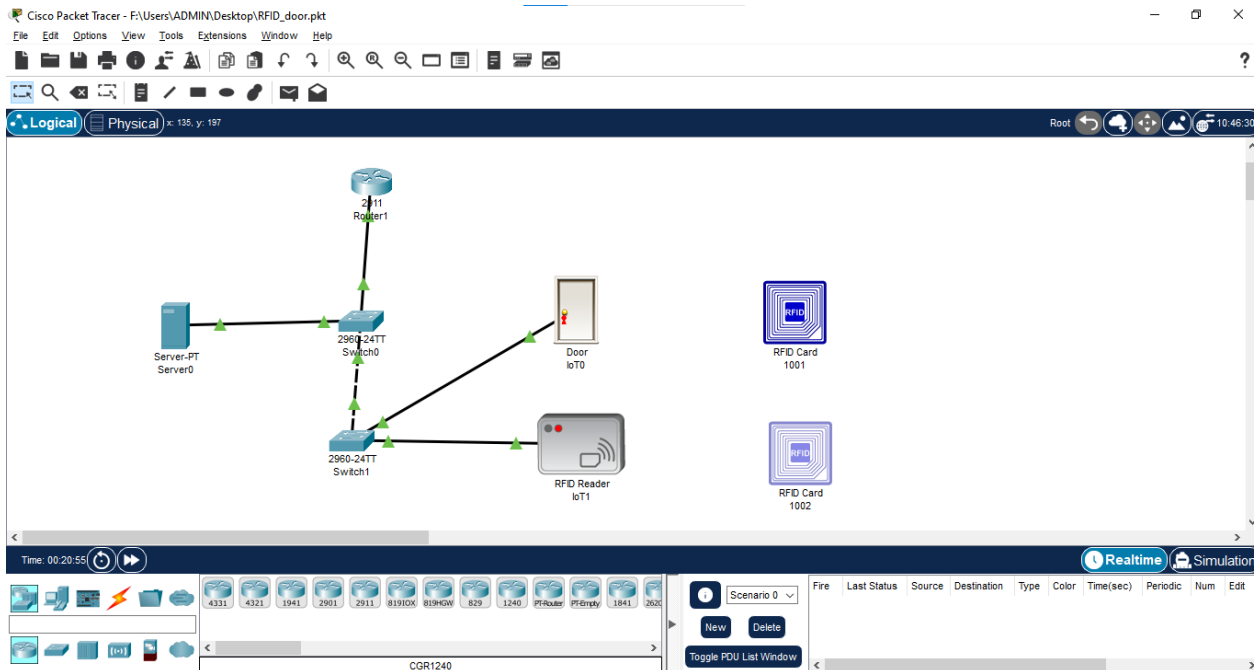 Cisco Packet Tracer - F:\Users\ADMIN\Desktop\RFID_door.pkt
File Edit Options View Tools Extensions Window Help
?
Logical Physical x: 135, y: 197 Root 10:46:30
2911
Router1
2960-24TT
Switch0
Server-PT
Server0
Door
IoT0
RFID
RFID Card
1001
2960-24TT
Switch1
RFID Reader
IoT1
RFID
RFID Card
1002
Time: 00:20:55 Realtime Simulation
4331 4321 1941 2901 2911 819IOX 819HGW 829 1240 PT-Router PT-Empty 1841 2620
Scenario 0
New Delete
Toggle PDU List Window
Fire Last Status Source Destination Type Color Time(sec) Periodic Num Edit
CGR1240